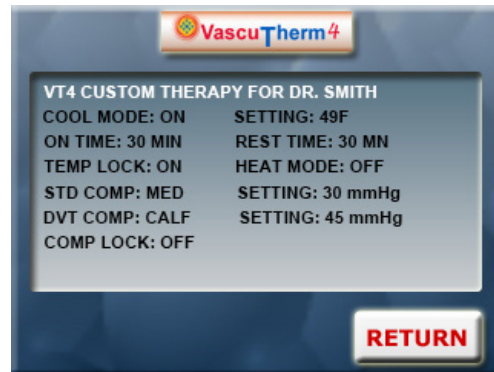 VascuTherm4
VT4 CUSTOM THERAPY FOR DR. SMITH
COOL MODE: ON SETTING: 49F
ON TIME: 30 MIN REST TIME: 30 MN
TEMP LOCK: ON HEAT MODE: OFF
STD COMP: MED SETTING: 30 mmHg
DVT COMP: CALF SETTING: 45 mmHg
COMP LOCK: OFF
RETURN